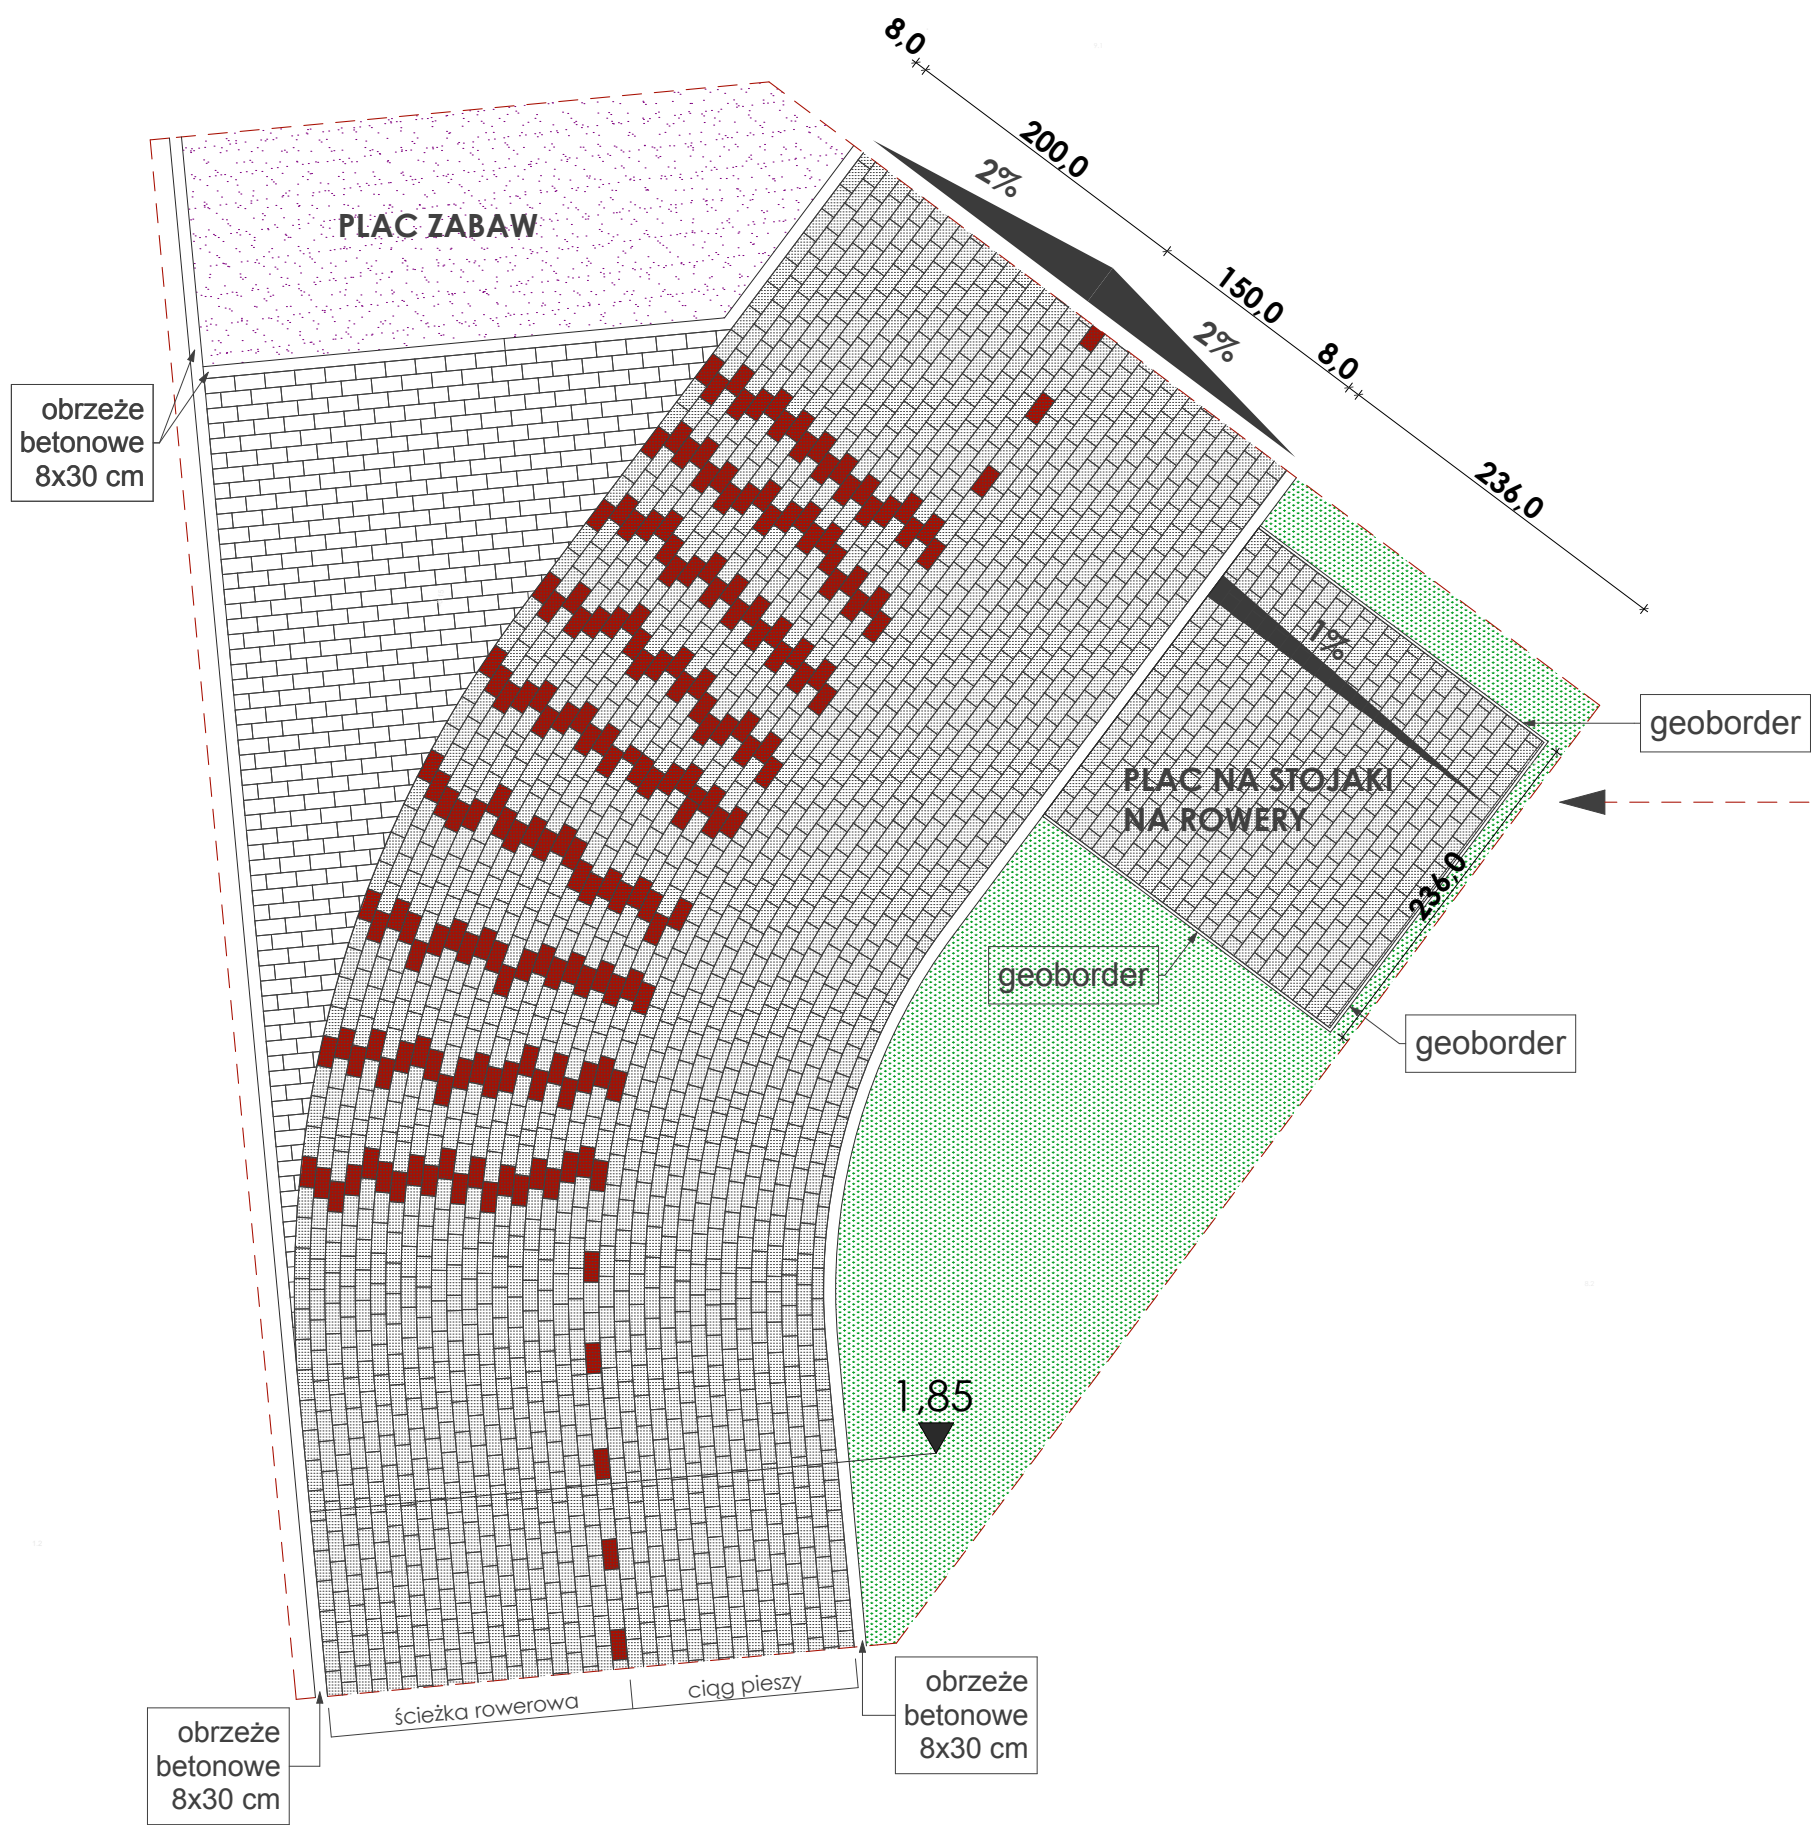 8,0
200,0
2%
PLAC ZABAW
150,0
2%
8,0
obrzeże
betonowe
8x30 cm
236,0
1%
geoborder
PLAC NA STOJAKI
NA ROWERY
236,0
geoborder
geoborder
1,85
ścieżka rowerowa
ciąg pieszy
obrzeże
betonowe
8x30 cm
obrzeże
betonowe
8x30 cm